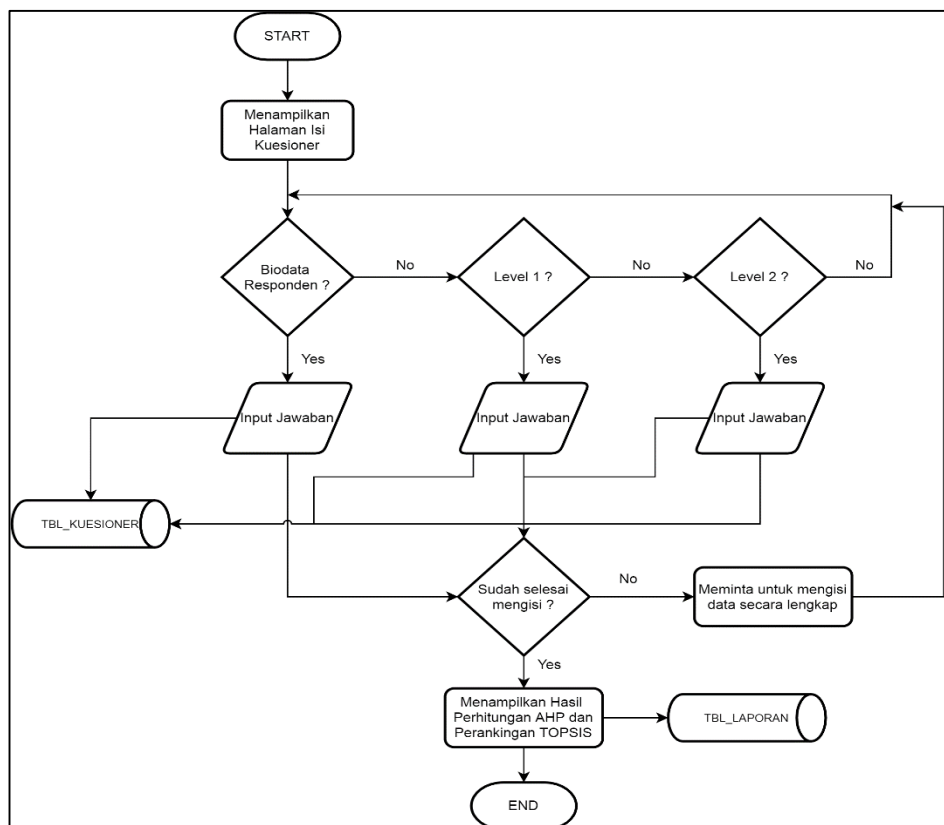 START
Menampilkan
Halaman Isi
Kuesioner
Biodata
Responden ?
No
Level 1 ?
No
Level 2 ?
No
Yes
Yes
Yes
Input Jawaban
Input Jawaban
Input Jawaban
TBL_KUESIONER
Sudah selesai
mengisi ?
No
Meminta untuk mengisi
data secara lengkap
Yes
Menampilkan Hasil
Perhitungan AHP dan
Perankingan TOPSIS
TBL_LAPORAN
END